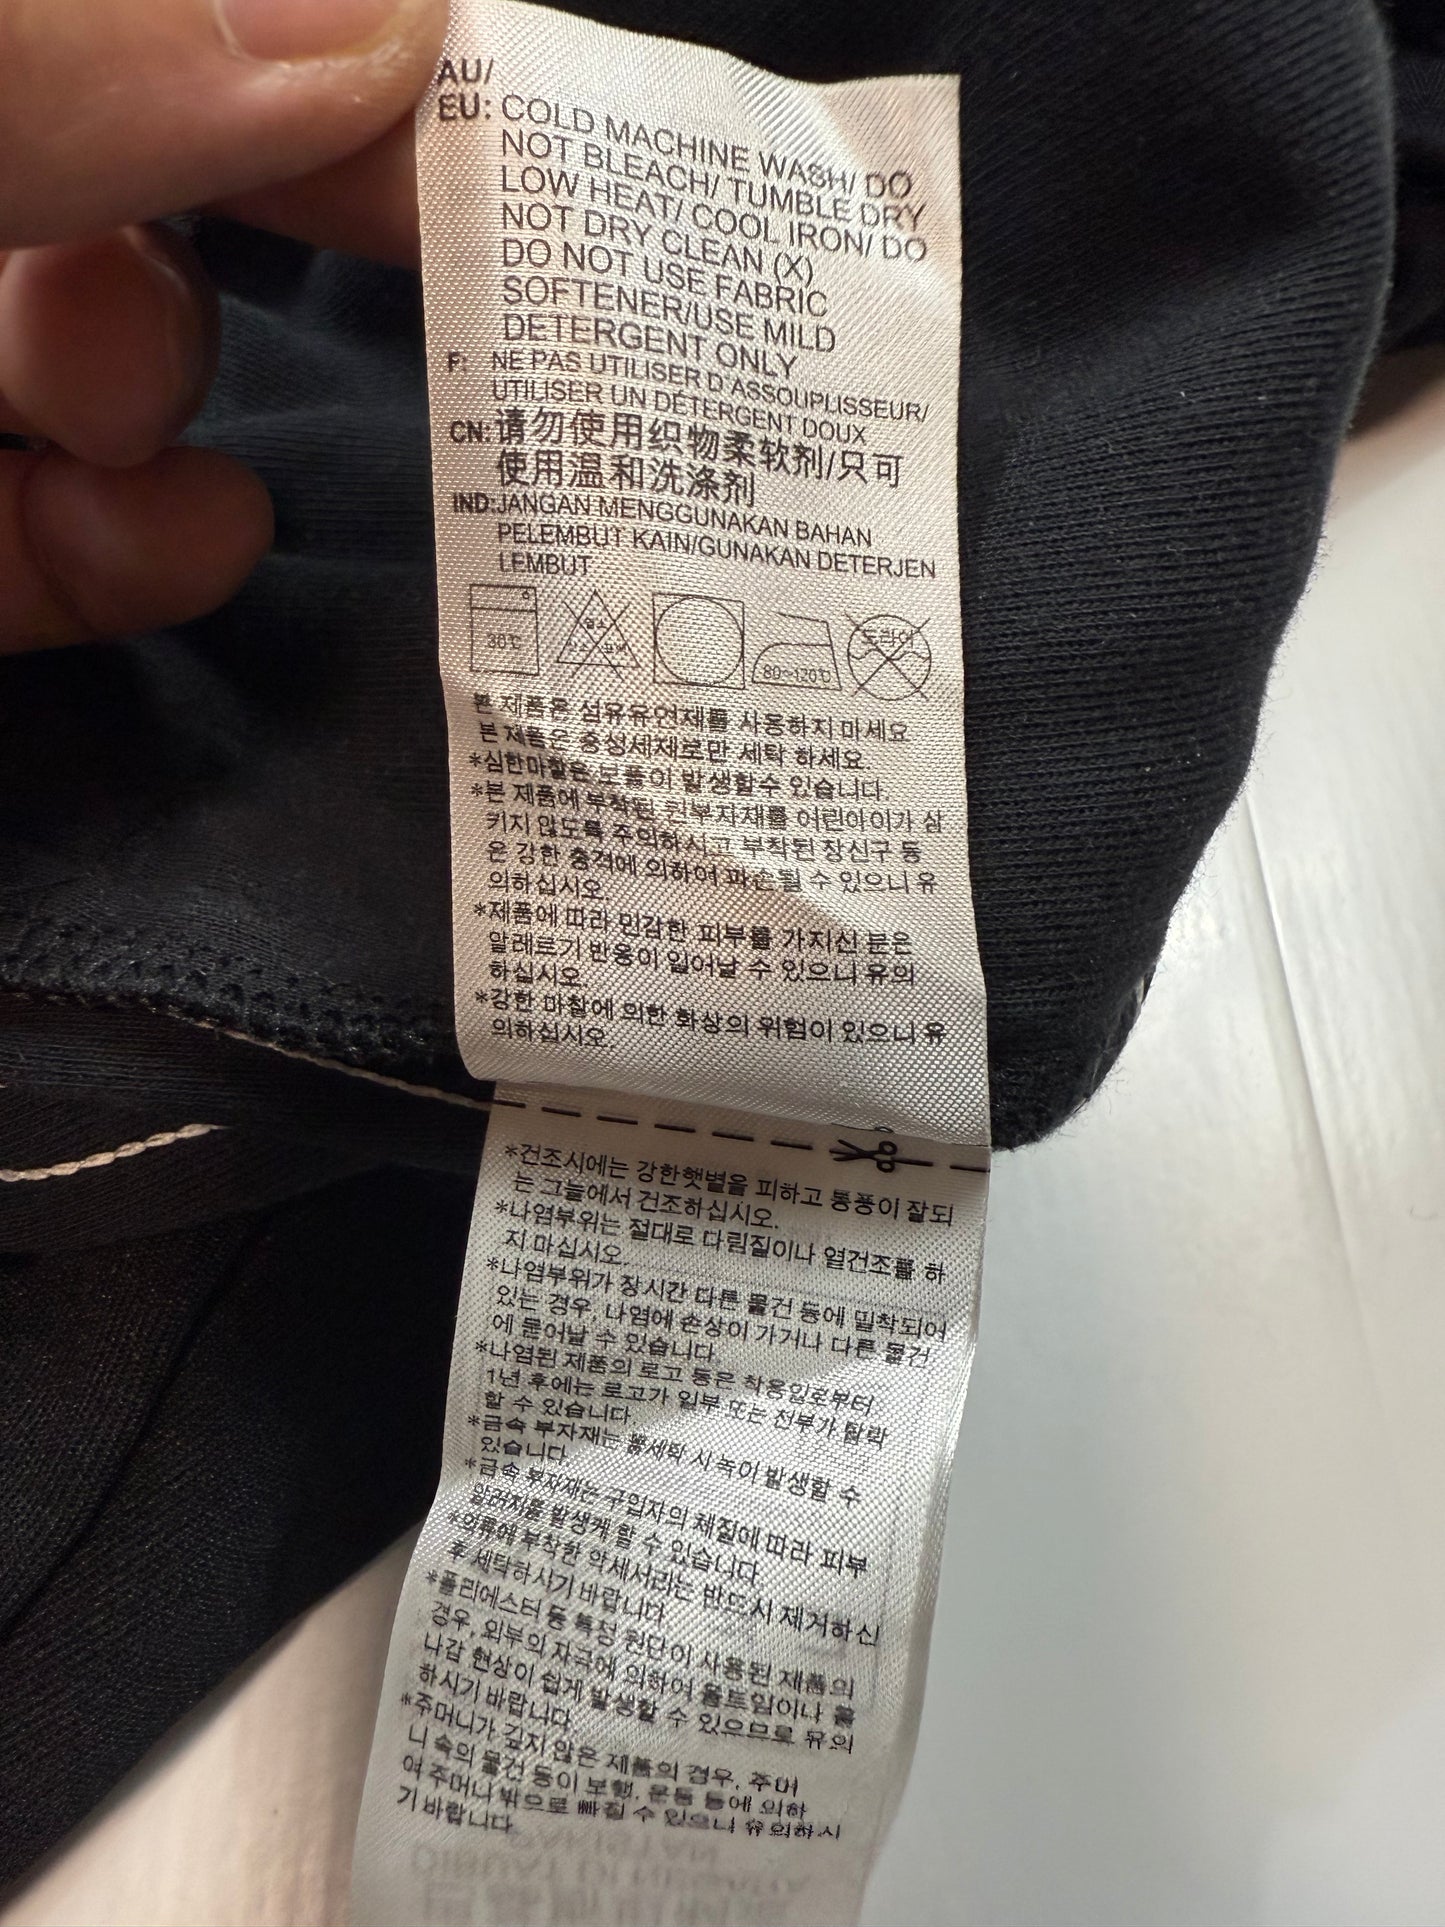 AU/
EU: COLD MACHINE WASH/ DO
NOT BLEACH/ TUMBLE DRY
LOW HEAT/ COOL IRON/ DO
NOT DRY CLEAN (X)
DO NOT USE FABRIC
SOFTENER/USE MILD
DETERGENT ONLY
F: NE PAS UTILISER D'ASSOUPLISSEUR/
UTILISER UN DÉTERGENT DOUX
CN: 请勿使用织物柔软剂/只可
使用温和洗涤剂
IND: JANGAN MENGGUNAKAN BAHAN
PELEMBUT KAIN/GUNAKAN DETERJEN
LEMBUT
30℃
80~120℃
드라이
본 제품은 섬유유연제를 사용하지 마세요
본 제품은 중성세제로만 세탁 하세요.
*심한마찰은 보풀이 발생할수 있습니다.
*본 제품에 부착된 원부자재를 어린아이가 삼
키지 않도록 주의하시고 부착된 장신구 등
은 강한 충격에 의하여 파손될 수 있으니 유
의하십시오.
*제품에 따라 민감한 피부를 가지신 분은
알레르기 반응이 일어날 수 있으니 유의
하십시오.
*강한 마찰에 의한 화상의 위험이 있으니 유
의하십시오.
*건조시에는 강한햇볕을 피하고 통풍이 잘되
는 그늘에서 건조하십시오.
*나염부위는 절대로 다림질이나 열건조를 하
지 마십시오.
*나염부위가 장시간 다른 물건 등에 밀착되어
있는 경우, 나염에 손상이 가거나 다른 물건
에 묻어날 수 있습니다.
*나염된 제품의 로고 등은 착용일로부터
1년 후에는 로고가 일부 또는 전부가 탈락
할 수 있습니다.
*금속 부자재는 물세탁 시 녹이 발생할 수
있습니다.
*금속 부자재는 구입자의 체질에 따라 피부
알러지를 발생케 할 수 있습니다.
*의류에 부착한 악세서리는 반드시 제거하신
후 세탁하시기 바랍니다.
*폴리에스터 등 특정 원단이 사용된 제품의
경우, 외부의 자극에 의하여 올트임이나 올
나감 현상이 쉽게 발생할 수 있으므로 유의
하시기 바랍니다.
*주머니가 깊지 않은 제품의 경우, 주머
니 속의 물건 등이 보행, 운동 등에 의하
여 주머니 밖으로 빠질 수 있으니 유의하시
기 바랍니다.